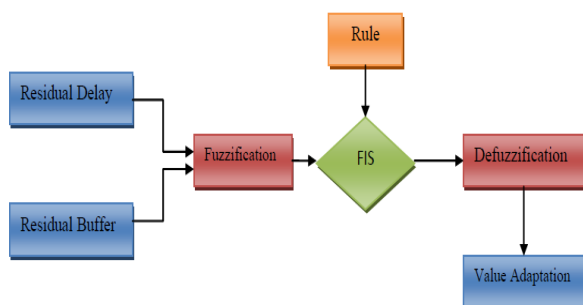 Rule
Residual Delay
Fuzzification
FIS
Defuzzification
Residual Buffer
Value Adaptation